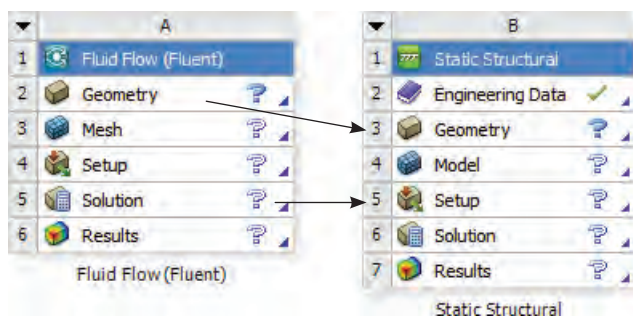 A
1 Fluid Flow (Fluent)
2 Geometry ?
3 Mesh ?
4 Setup ?
5 Solution ?
6 Results ?
Fluid Flow (Fluent)
B
1 Static Structural
2 Engineering Data ✓
3 Geometry ?
4 Model ?
5 Setup ?
6 Solution ?
7 Results ?
Static Structural